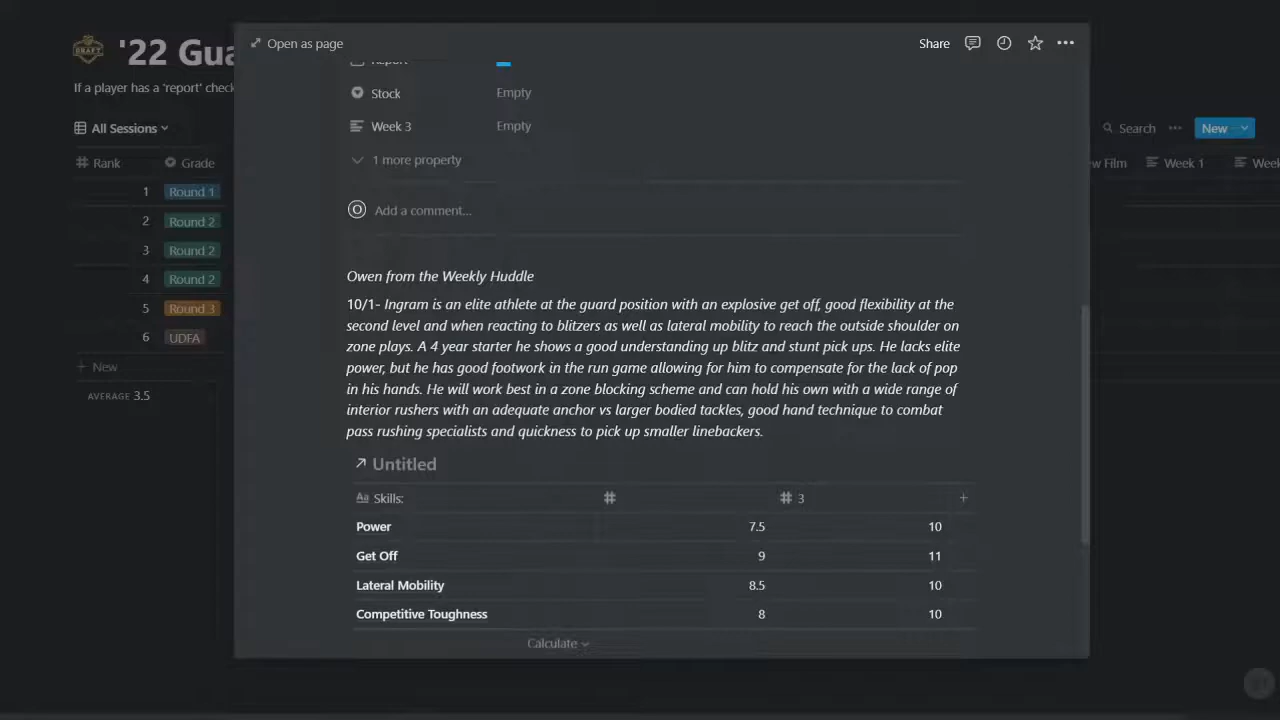 '22 Gua
If a player has a 'report' check
All Sessions
Rank Grade
1 Round 1
2 Round 2
3 Round 2
4 Round 2
5 Round 3
6 UDFA
+ New
AVERAGE 3.5
Open as page
Share
Report
Stock Empty
Week 3 Empty
1 more property
O Add a comment...
Owen from the Weekly Huddle
10/1- Ingram is an elite athlete at the guard position with an explosive get off, good flexibility at the
second level and when reacting to blitzers as well as lateral mobility to reach the outside shoulder on
zone plays. A 4 year starter he shows a good understanding up blitz and stunt pick ups. He lacks elite
power, but he has good footwork in the run game allowing for him to compensate for the lack of pop
in his hands. He will work best in a zone blocking scheme and can hold his own with a wide range of
interior rushers with an adequate anchor vs larger bodied tackles, good hand technique to combat
pass rushing specialists and quickness to pick up smaller linebackers.
Untitled
Aa Skills: # # 3 +
Power 7.5 10
Get Off 9 11
Lateral Mobility 8.5 10
Competitive Toughness 8 10
Calculate
Search New
w Film Week 1 Week
DRAFT